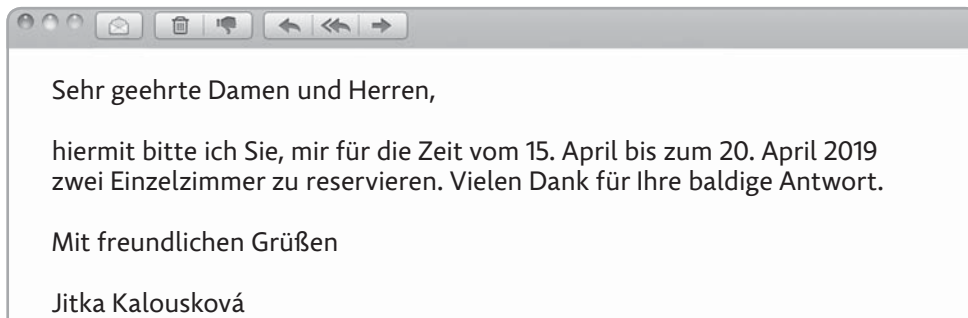 Sehr geehrte Damen und Herren,
hiermit bitte ich Sie, mir für die Zeit vom 15. April bis zum 20. April 2019
zwei Einzelzimmer zu reservieren. Vielen Dank für Ihre baldige Antwort.
Mit freundlichen Grüßen
Jitka Kalousková